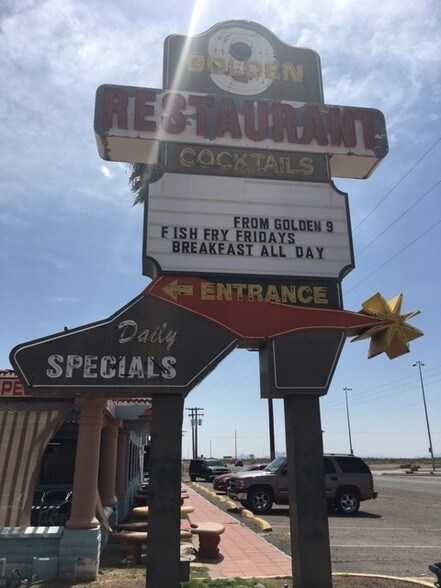 GOLDEN
9
RESTAURANT
COCKTAILS
FROM GOLDEN 9
FISH FRY FRIDAYS
BREAKFAST ALL DAY
ENTRANCE
Daily
SPECIALS